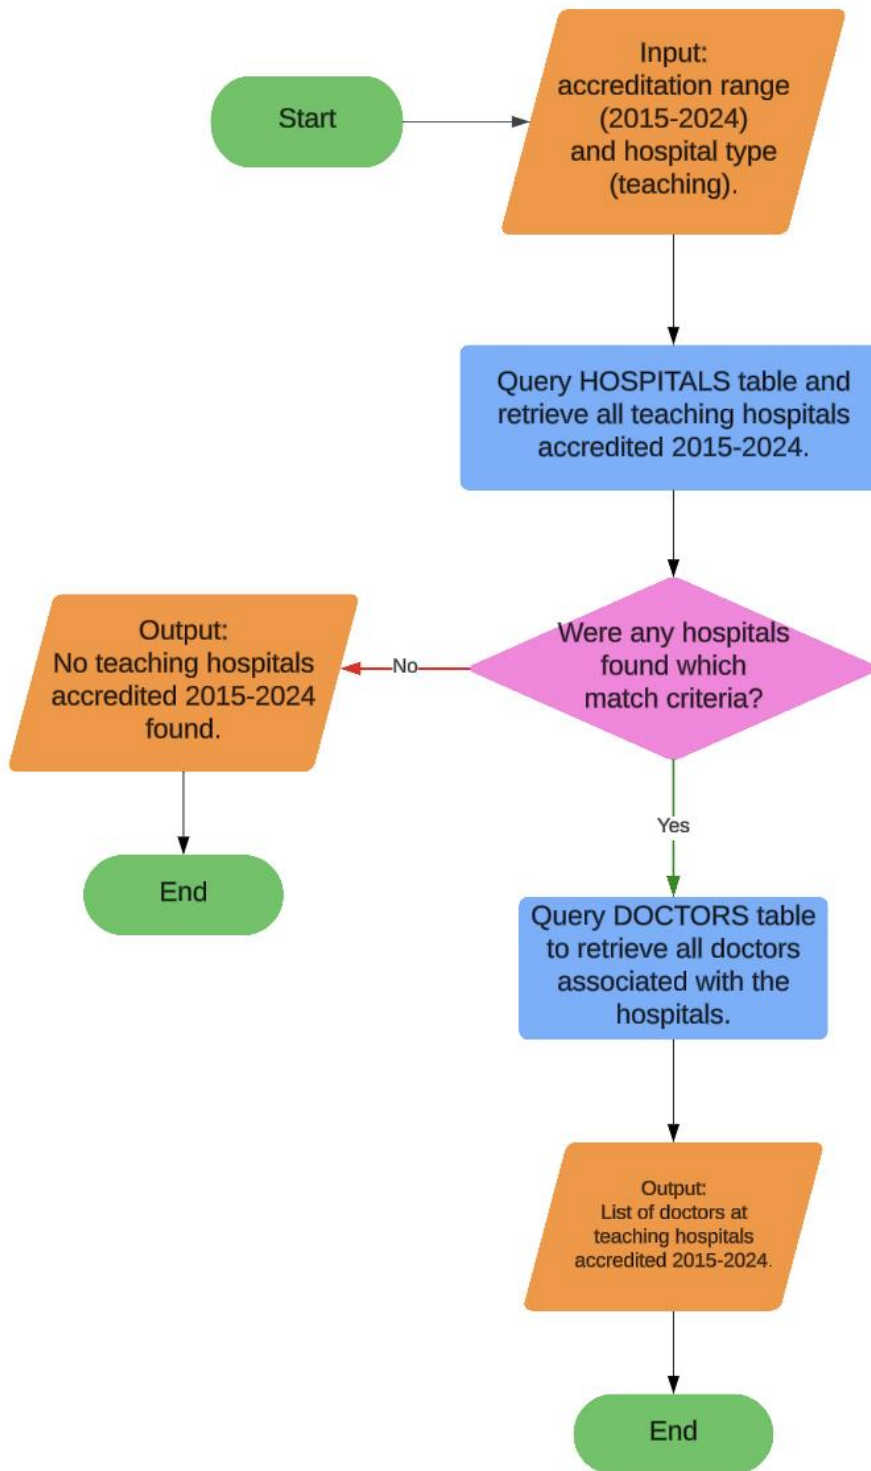 Start
Input:
accreditation range
(2015-2024)
and hospital type
(teaching).
Query HOSPITALS table and
retrieve all teaching hospitals
accredited 2015-2024.
Were any hospitals
found which
match criteria?
No
Output:
No teaching hospitals
accredited 2015-2024
found.
End
Yes
Query DOCTORS table
to retrieve all doctors
associated with the
hospitals.
Output:
List of doctors at
teaching hospitals
accredited 2015-2024.
End